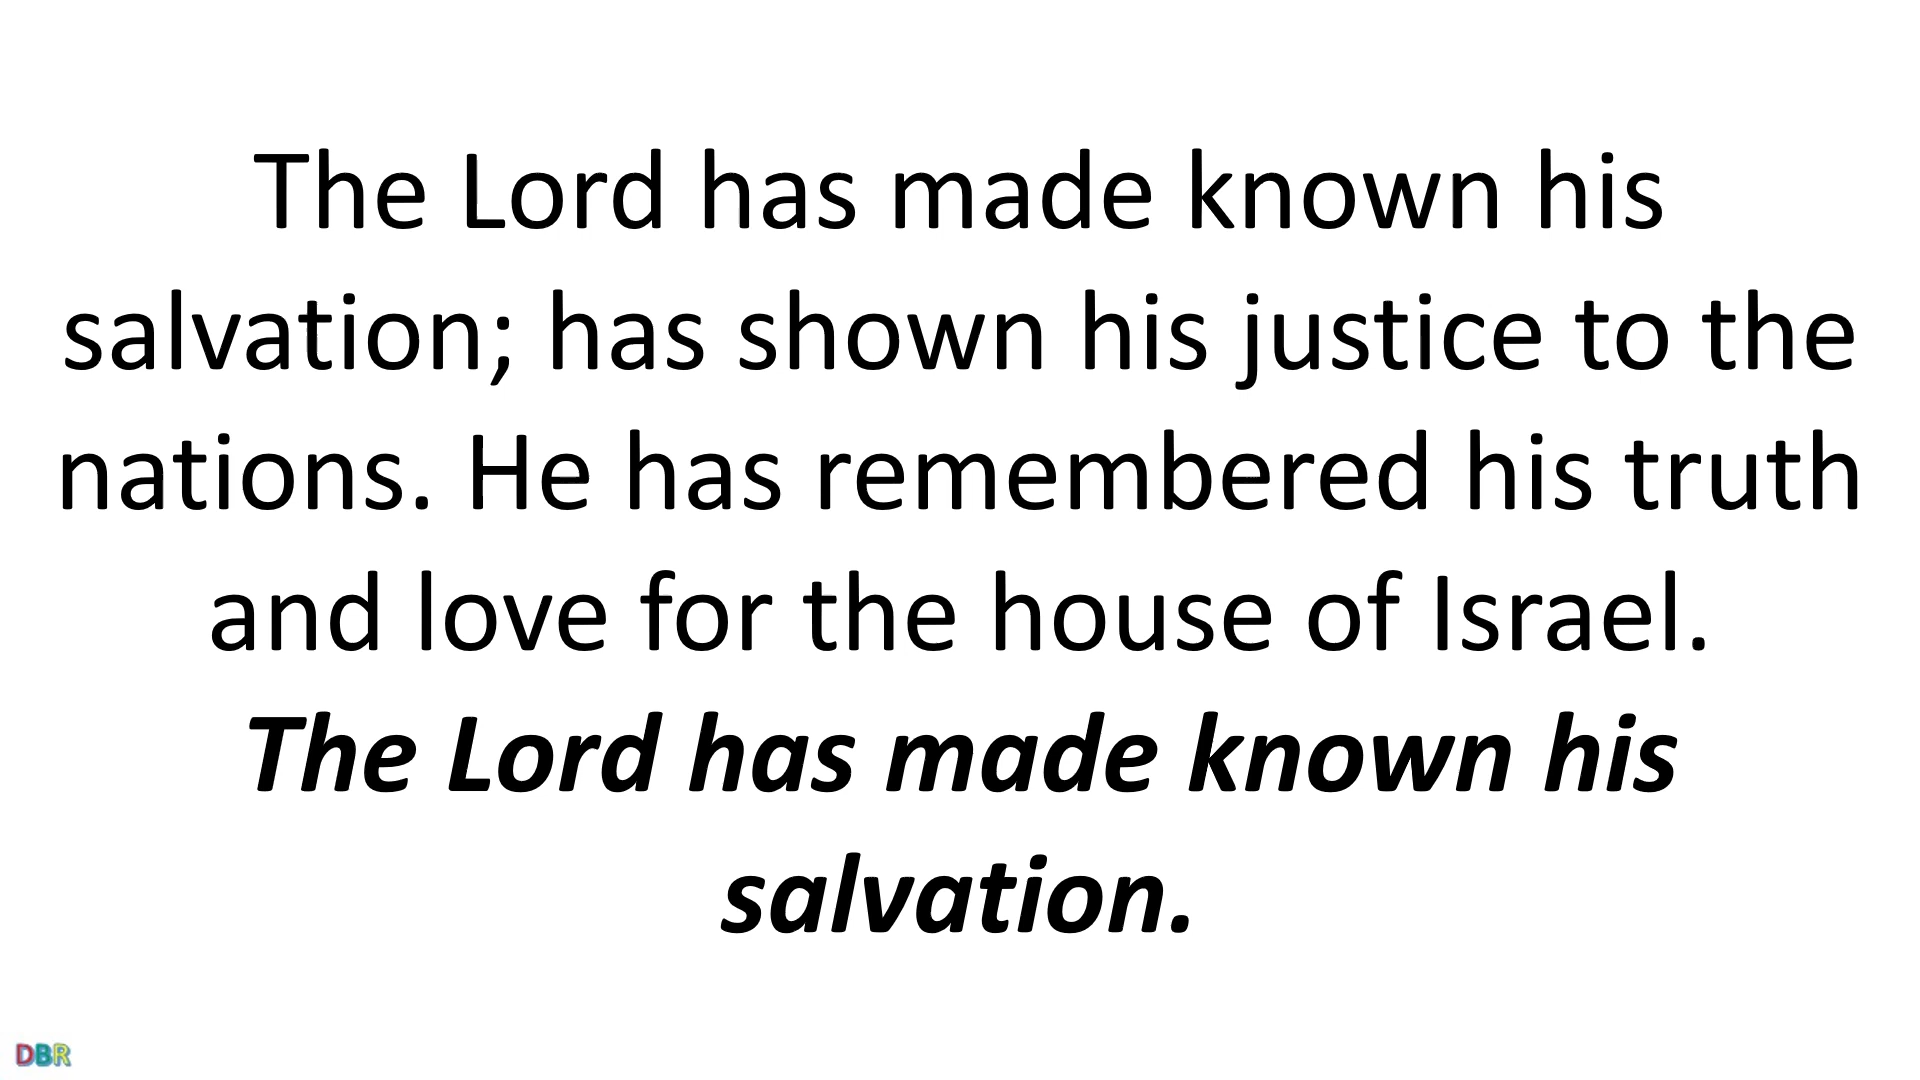 The Lord has made known his
salvation; has shown his justice to the
nations. He has remembered his truth
and love for the house of Israel.
The Lord has made known his
salvation.
DBR